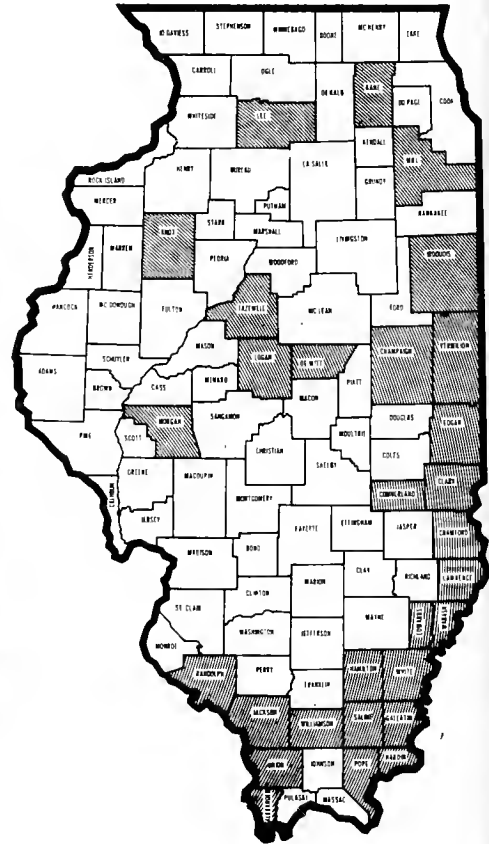 JO DAVIESS
STEPHENSON
WINNEBAGO
BOONE
MC HENRY
LAKE
CARROLL
OGLE
DE KALB
KANE
DU PAGE
COOK
WHITESIDE
LEE
KENDALL
WILL
ROCK ISLAND
HENRY
BUREAU
LA SALLE
GRUNDY
MERCER
PUTNAM
KANKAKEE
KNOX
STARK
MARSHALL
LIVINGSTON
HENDERSON
WARREN
PEORIA
WOODFORD
IROQUOIS
HANCOCK
MC DONOUGH
FULTON
TAZEWELL
MC LEAN
FORD
MASON
LOGAN
DE WITT
CHAMPAIGN
VERMILION
ADAMS
SCHUYLER
BROWN
CASS
MENARD
MACON
PIATT
MORGAN
SANGAMON
DOUGLAS
EDGAR
PIKE
SCOTT
CHRISTIAN
MOULTRIE
COLES
GREENE
MACOUPIN
SHELBY
CUMBERLAND
CLARK
CALHOUN
MONTGOMERY
JERSEY
FAYETTE
EFFINGHAM
JASPER
CRAWFORD
MADISON
BOND
CLAY
RICHLAND
LAWRENCE
MARION
CLINTON
ST. CLAIR
WAYNE
EDWARDS
WABASH
WASHINGTON
JEFFERSON
MONROE
RANDOLPH
PERRY
HAMILTON
WHITE
FRANKLIN
JACKSON
WILLIAMSON
SALINE
GALLATIN
UNION
JOHNSON
POPE
HARDIN
PULASKI
MASSAC